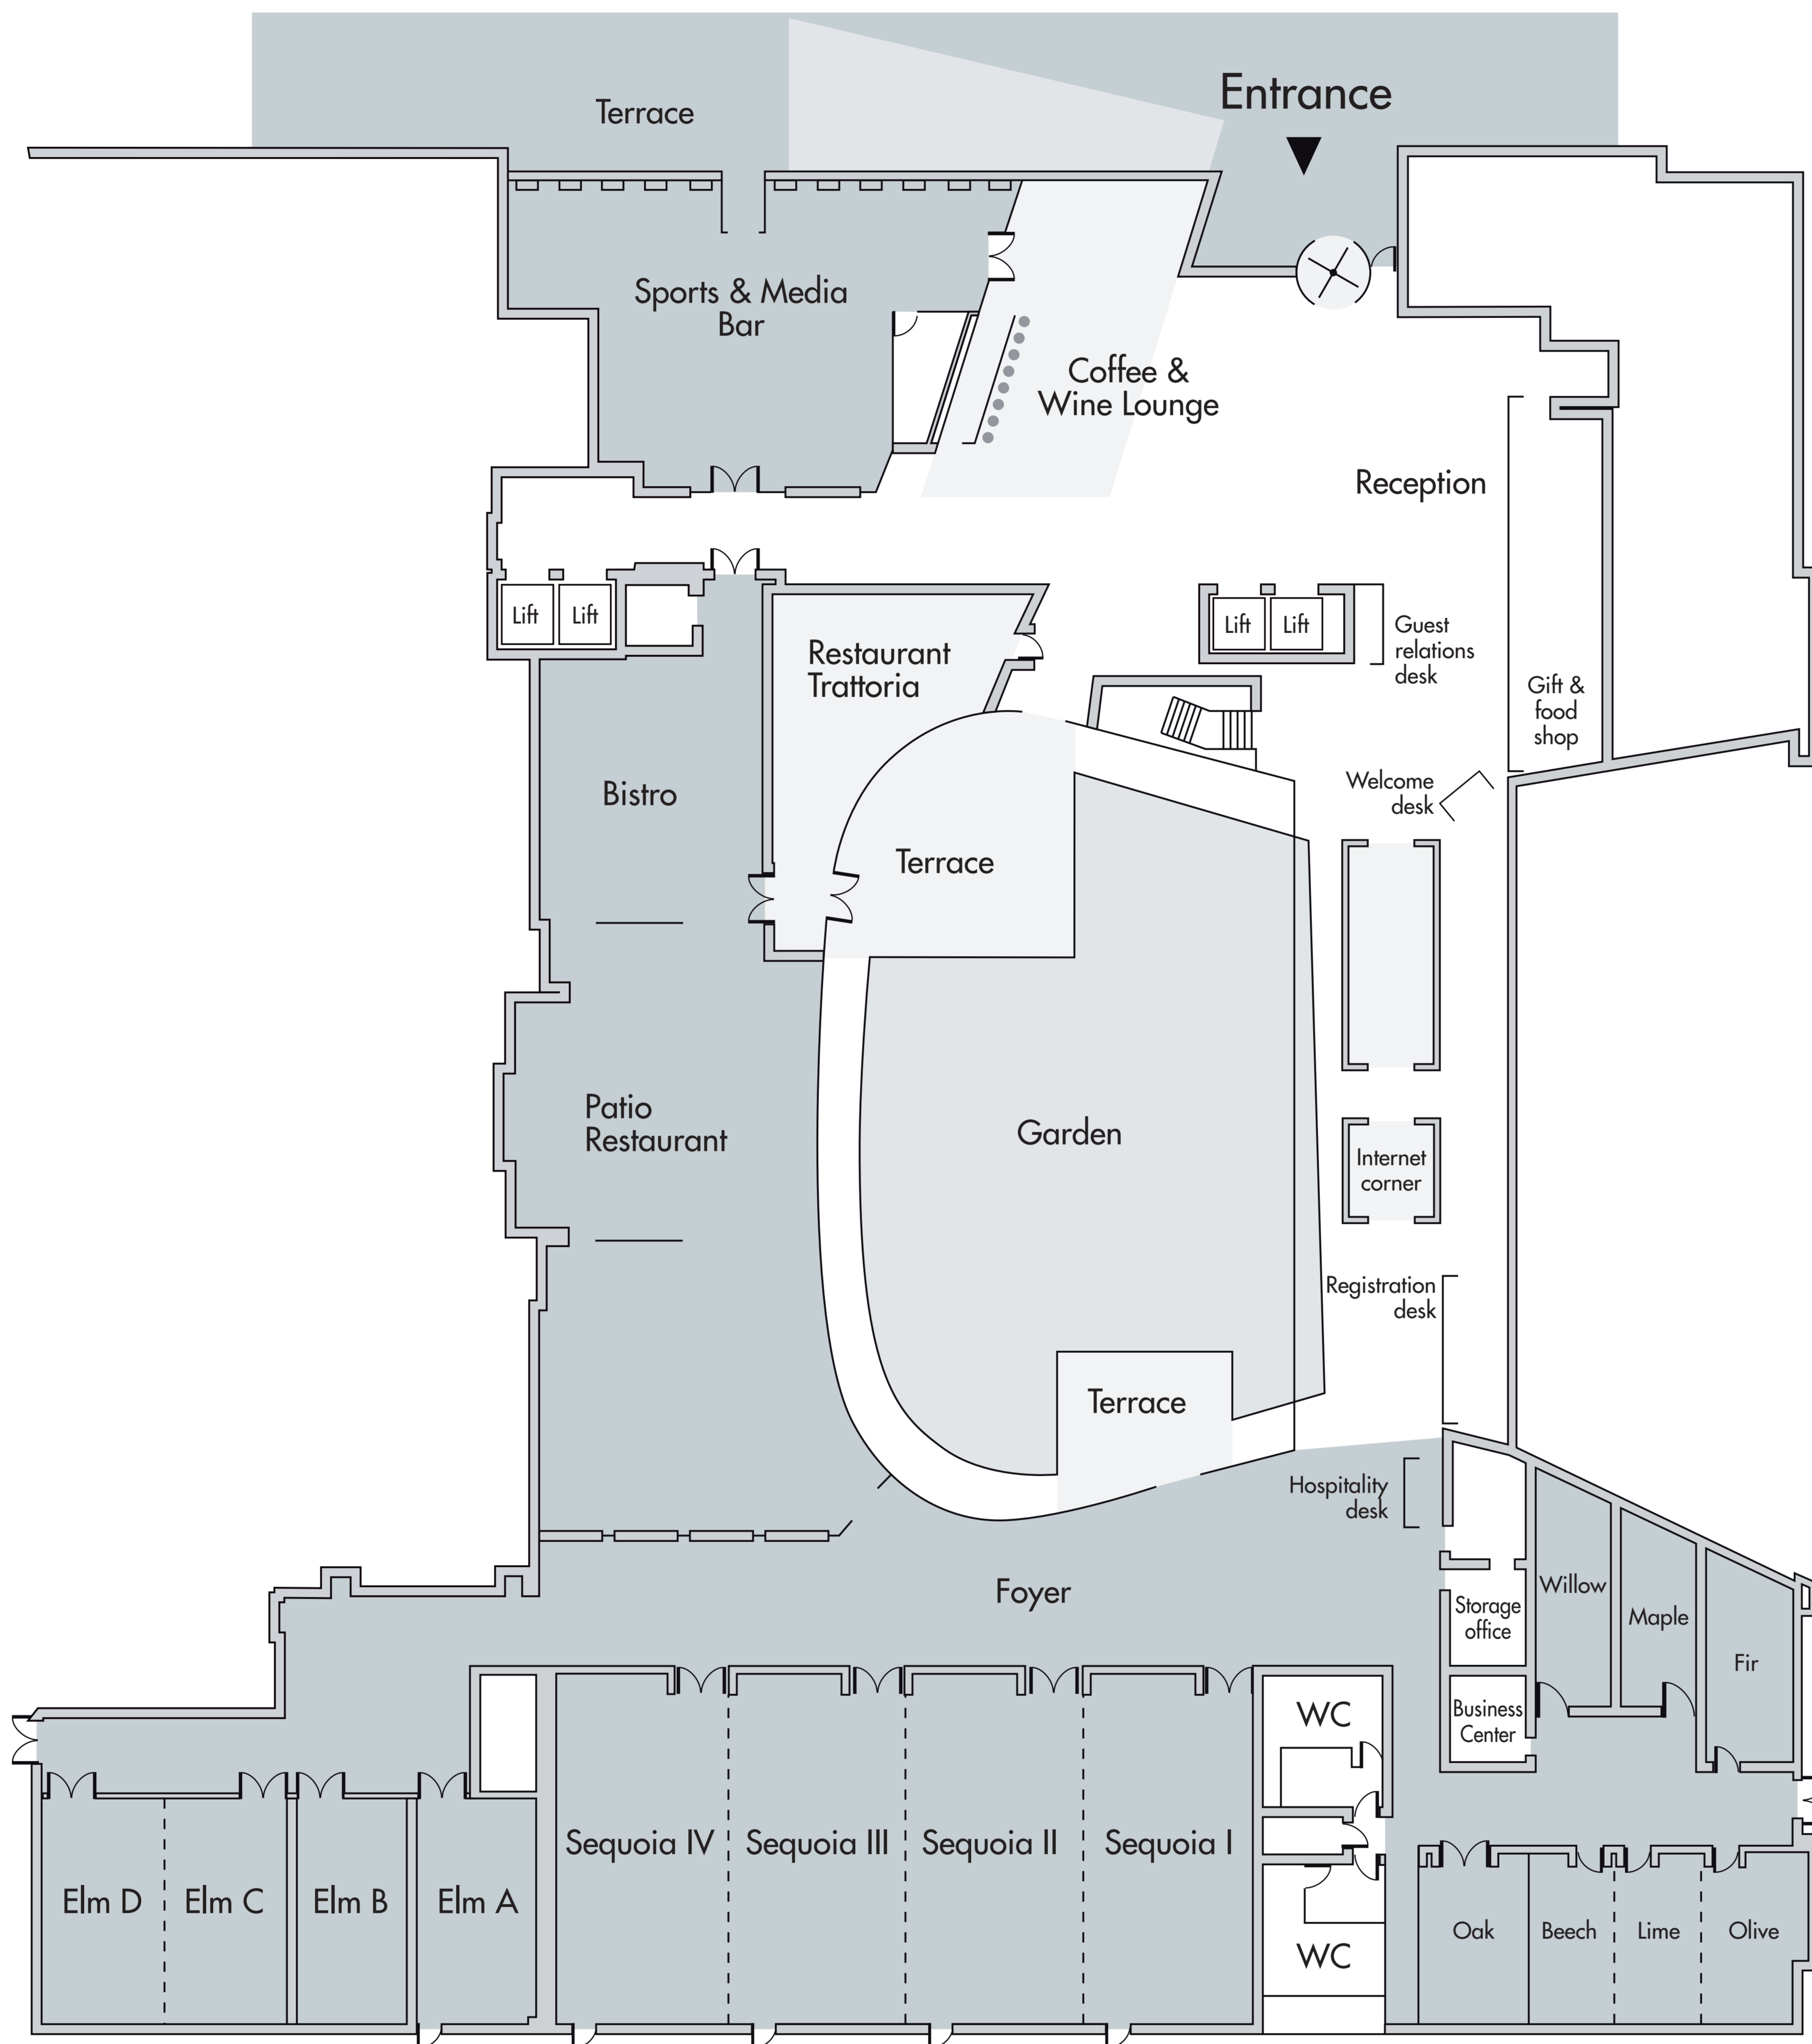 Entrance
Terrace
Sports & Media
Bar
Coffee &
Wine Lounge
Reception
Lift
Lift
Lift
Lift
Guest
relations
desk
Restaurant
Trattoria
Gift &
food
shop
Bistro
Welcome
desk
Terrace
Patio
Restaurant
Garden
Internet
corner
Registration
desk
Terrace
Hospitality
desk
Foyer
Storage
office
Willow
Maple
Fir
Business
Center
WC
Sequoia IV
Sequoia III
Sequoia II
Sequoia I
Elm D
Elm C
Elm B
Elm A
WC
Oak
Beech
Lime
Olive